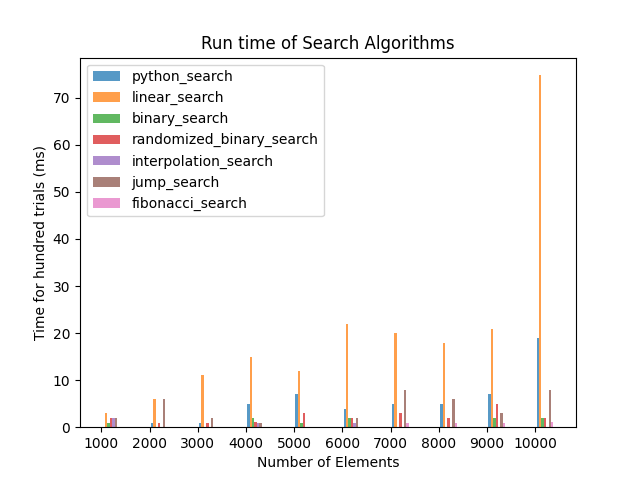 Run time of Search Algorithms
python_search
linear_search
binary_search
randomized_binary_search
interpolation_search
jump_search
fibonacci_search
Time for hundred trials (ms)
70
60
50
40
30
20
10
0
1000 2000 3000 4000 5000 6000 7000 8000 9000 10000
Number of Elements